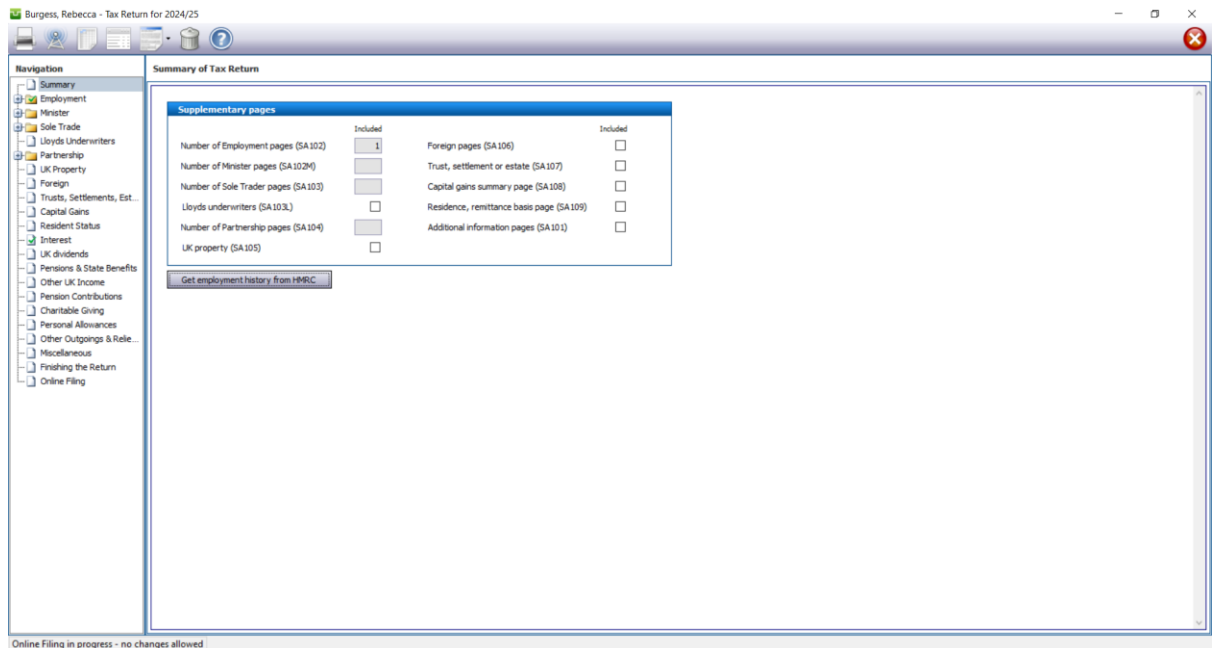 Burgess, Rebecca - Tax Return for 2024/25
Navigation
Summary
Employment
Minister
Sole Trade
Lloyds Underwriters
Partnership
UK Property
Foreign
Trusts, Settlements, Est...
Capital Gains
Resident Status
Interest
UK dividends
Pensions & State Benefits
Other UK Income
Pension Contributions
Charitable Giving
Personal Allowances
Other Outgoings & Relie...
Miscellaneous
Finishing the Return
Online Filing
Summary of Tax Return
Supplementary pages
Included Included
Number of Employment pages (SA102) 1 Foreign pages (SA106)
Number of Minister pages (SA102M) Trust, settlement or estate (SA107)
Number of Sole Trader pages (SA103) Capital gains summary page (SA108)
Lloyds underwriters (SA103L) Residence, remittance basis page (SA109)
Number of Partnership pages (SA104) Additional information pages (SA101)
UK property (SA105)
Get employment history from HMRC
Online Filing in progress - no changes allowed